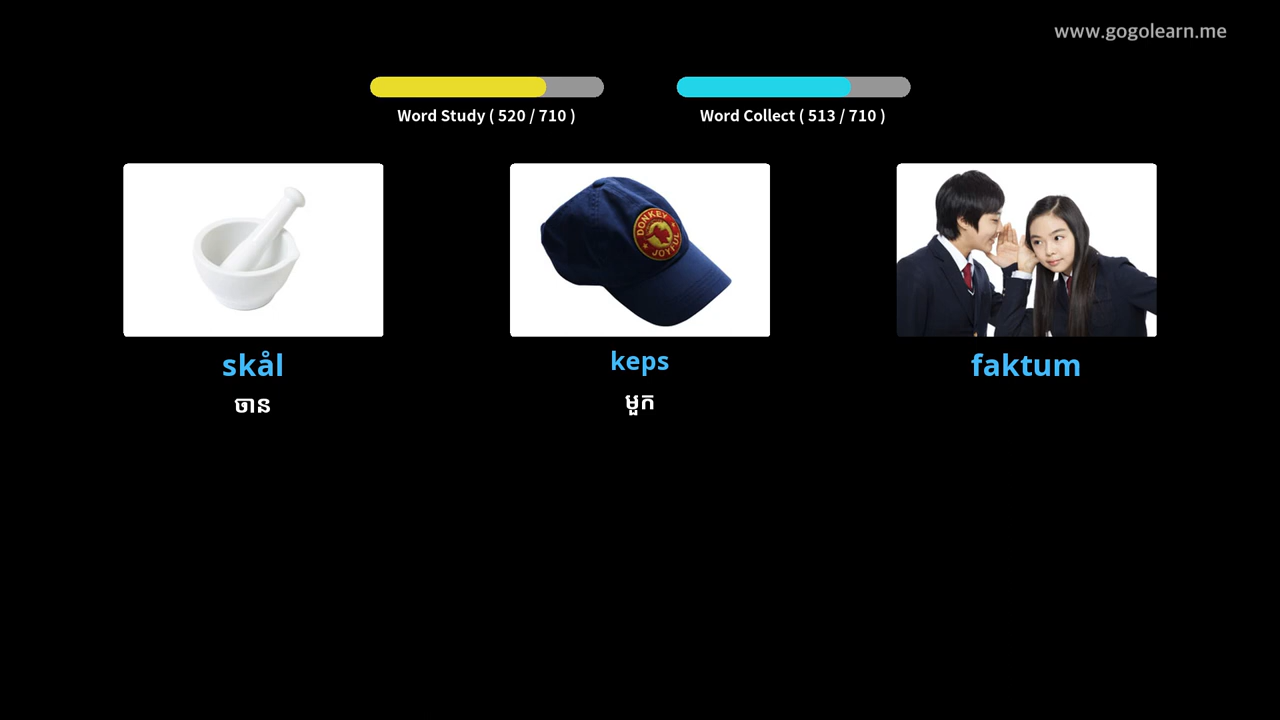 www.gogolearn.me
Word Study ( 520 / 710 )
Word Collect ( 513 / 710 )
DONKEY
JOYFUL
skål
ចាន
keps
មួក
faktum